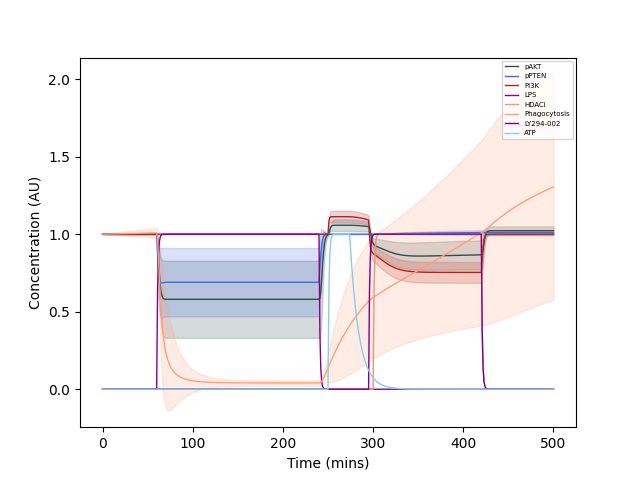 2.0
1.5
1.0
0.5
0.0
Concentration (AU)
0
100
200
300
400
500
Time (mins)
pAKT
pPTEN
PI3K
LPS
HDACi
Phagocytosis
LY294-002
ATP